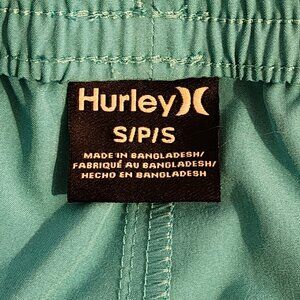 Hurley)(
S/P/S
MADE IN BANGLADESH/
FABRIQUÉ AU BANGLADESH/
HECHO EN BANGLADESH